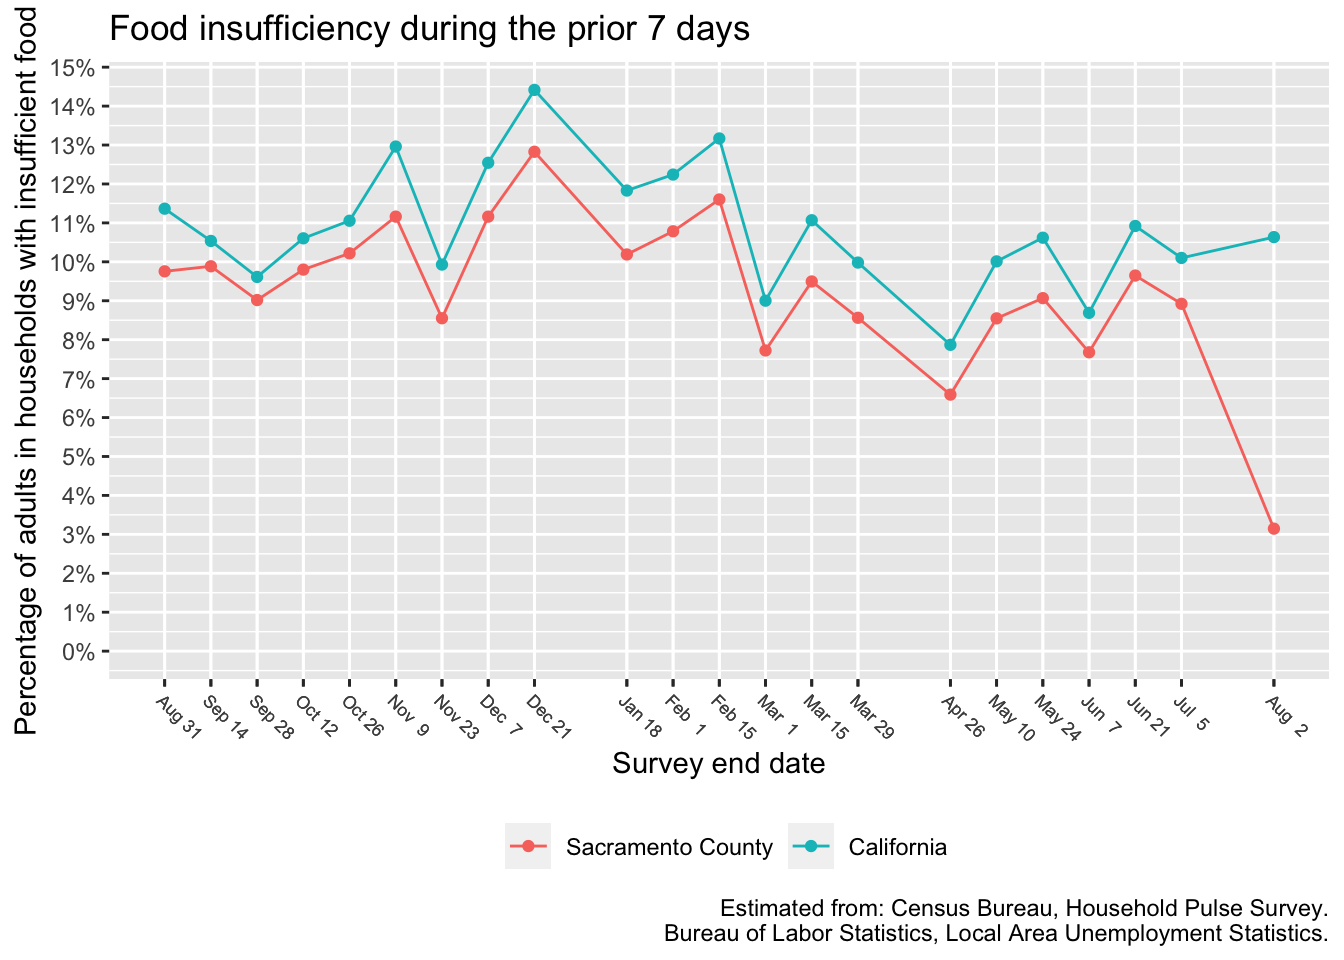 Food insufficiency during the prior 7 days
Percentage of adults in households with insufficient food
15%
14%
13%
12%
11%
10%
9%
8%
7%
6%
5%
4%
3%
2%
1%
0%
Aug 31
Sep 14
Sep 28
Oct 12
Oct 26
Nov 9
Nov 23
Dec 7
Dec 21
Jan 18
Feb 1
Feb 15
Mar 1
Mar 15
Mar 29
Apr 26
May 10
May 24
Jun 7
Jun 21
Jul 5
Aug 2
Survey end date
Sacramento County
California
Estimated from: Census Bureau, Household Pulse Survey.
Bureau of Labor Statistics, Local Area Unemployment Statistics.